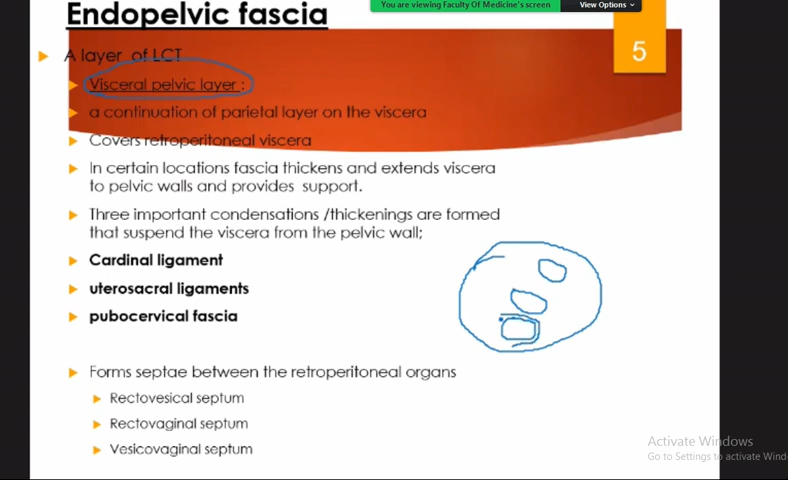 Endopelvic fascia
You are viewing Faculty Of Medicine's screen
View Options
5
A layer of LCT
Visceral pelvic layer :
a continuation of parietal layer on the viscera
Covers retroperitoneal viscera
In certain locations fascia thickens and extends viscera
to pelvic walls and provides support.
Three important condensations /thickenings are formed
that suspend the viscera from the pelvic wall;
Cardinal ligament
uterosacral ligaments
pubocervical fascia
Forms septae between the retroperitoneal organs
Rectovesical septum
Rectovaginal septum
Vesicovaginal septum
Activate Windows
Go to Settings to activate Wind